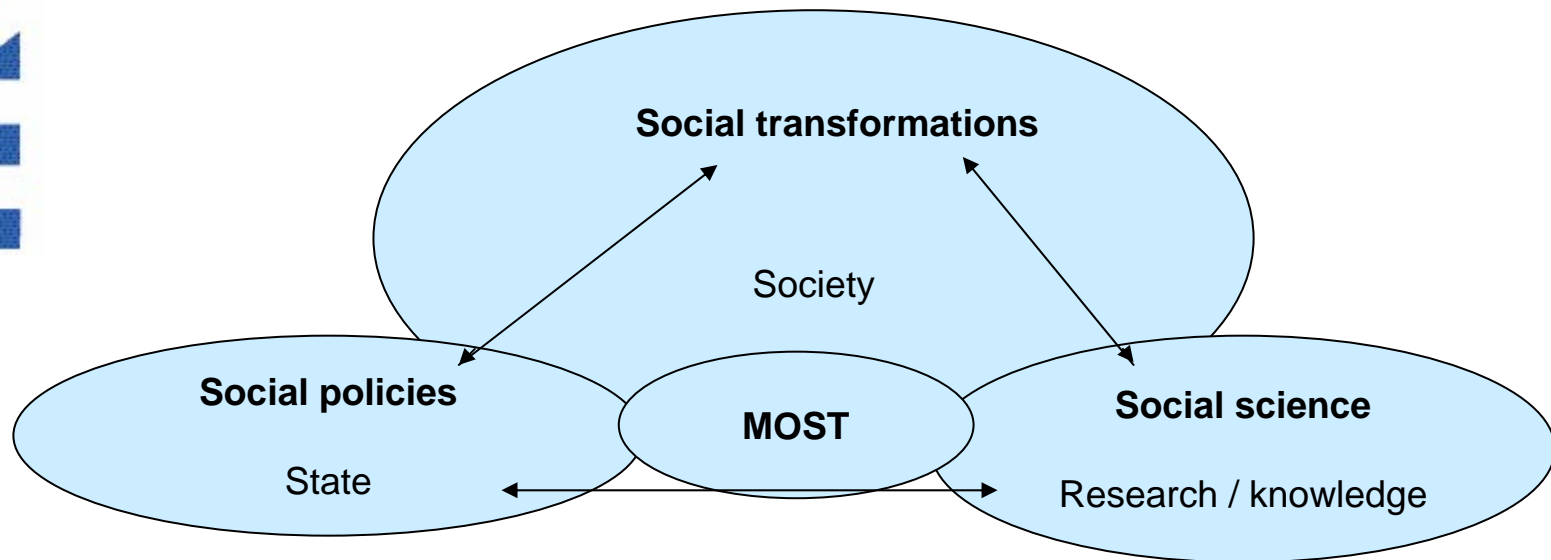 Social transformations
Society
Social policies
MOST
Social science
State
Research / knowledge